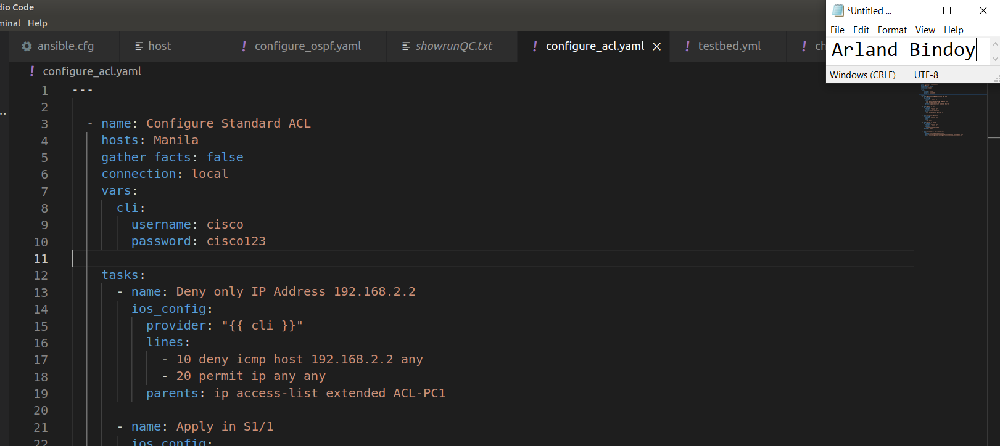 dio Code
minal Help
ansible.cfg host configure_ospf.yaml showrunQC.txt configure_acl.yaml testbed.yml ch
*Untitled ...
File Edit Format View Help
Arland Bindoy
Windows (CRLF) UTF-8
configure_acl.yaml
1 ---
2
3 - name: Configure Standard ACL
4 hosts: Manila
5 gather_facts: false
6 connection: local
7 vars:
8 cli:
9 username: cisco
10 password: cisco123
11
12 tasks:
13 - name: Deny only IP Address 192.168.2.2
14 ios_config:
15 provider: "{{ cli }}"
16 lines:
17 - 10 deny icmp host 192.168.2.2 any
18 - 20 permit ip any any
19 parents: ip access-list extended ACL-PC1
20
21 - name: Apply in S1/1
22 ios_config: